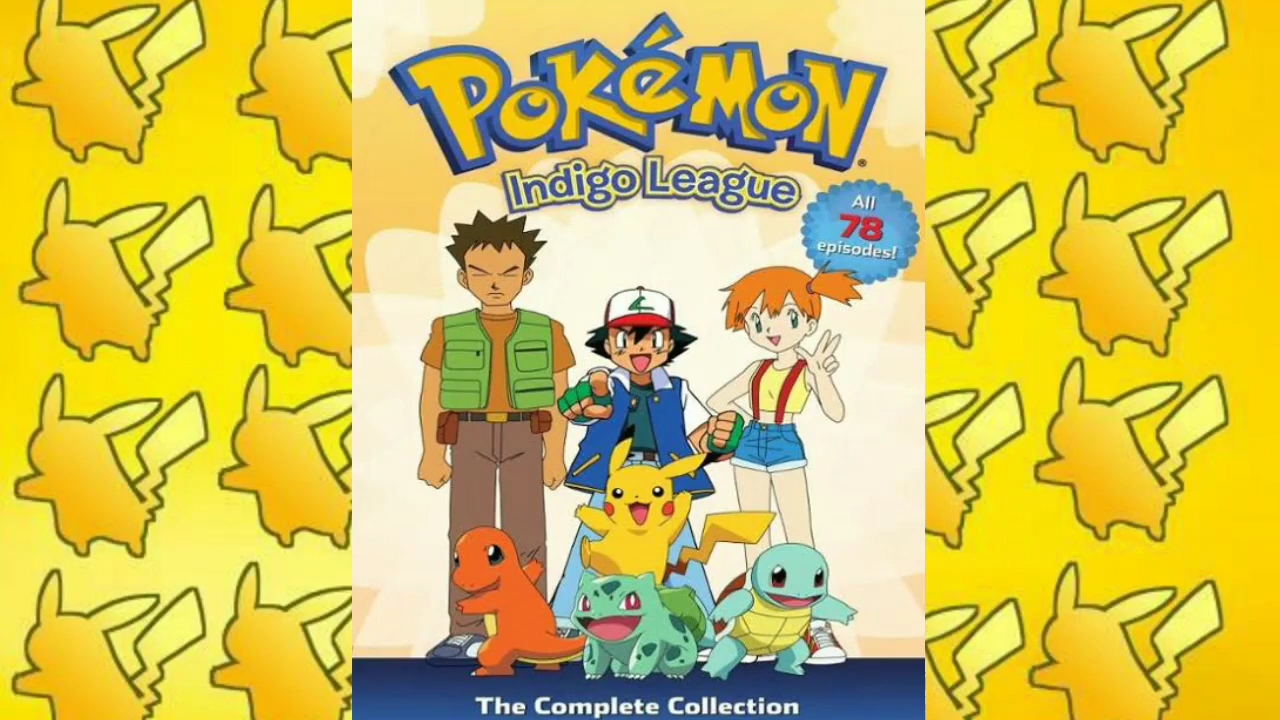 POKéMON®
Indigo League
All
78
episodes!
The Complete Collection